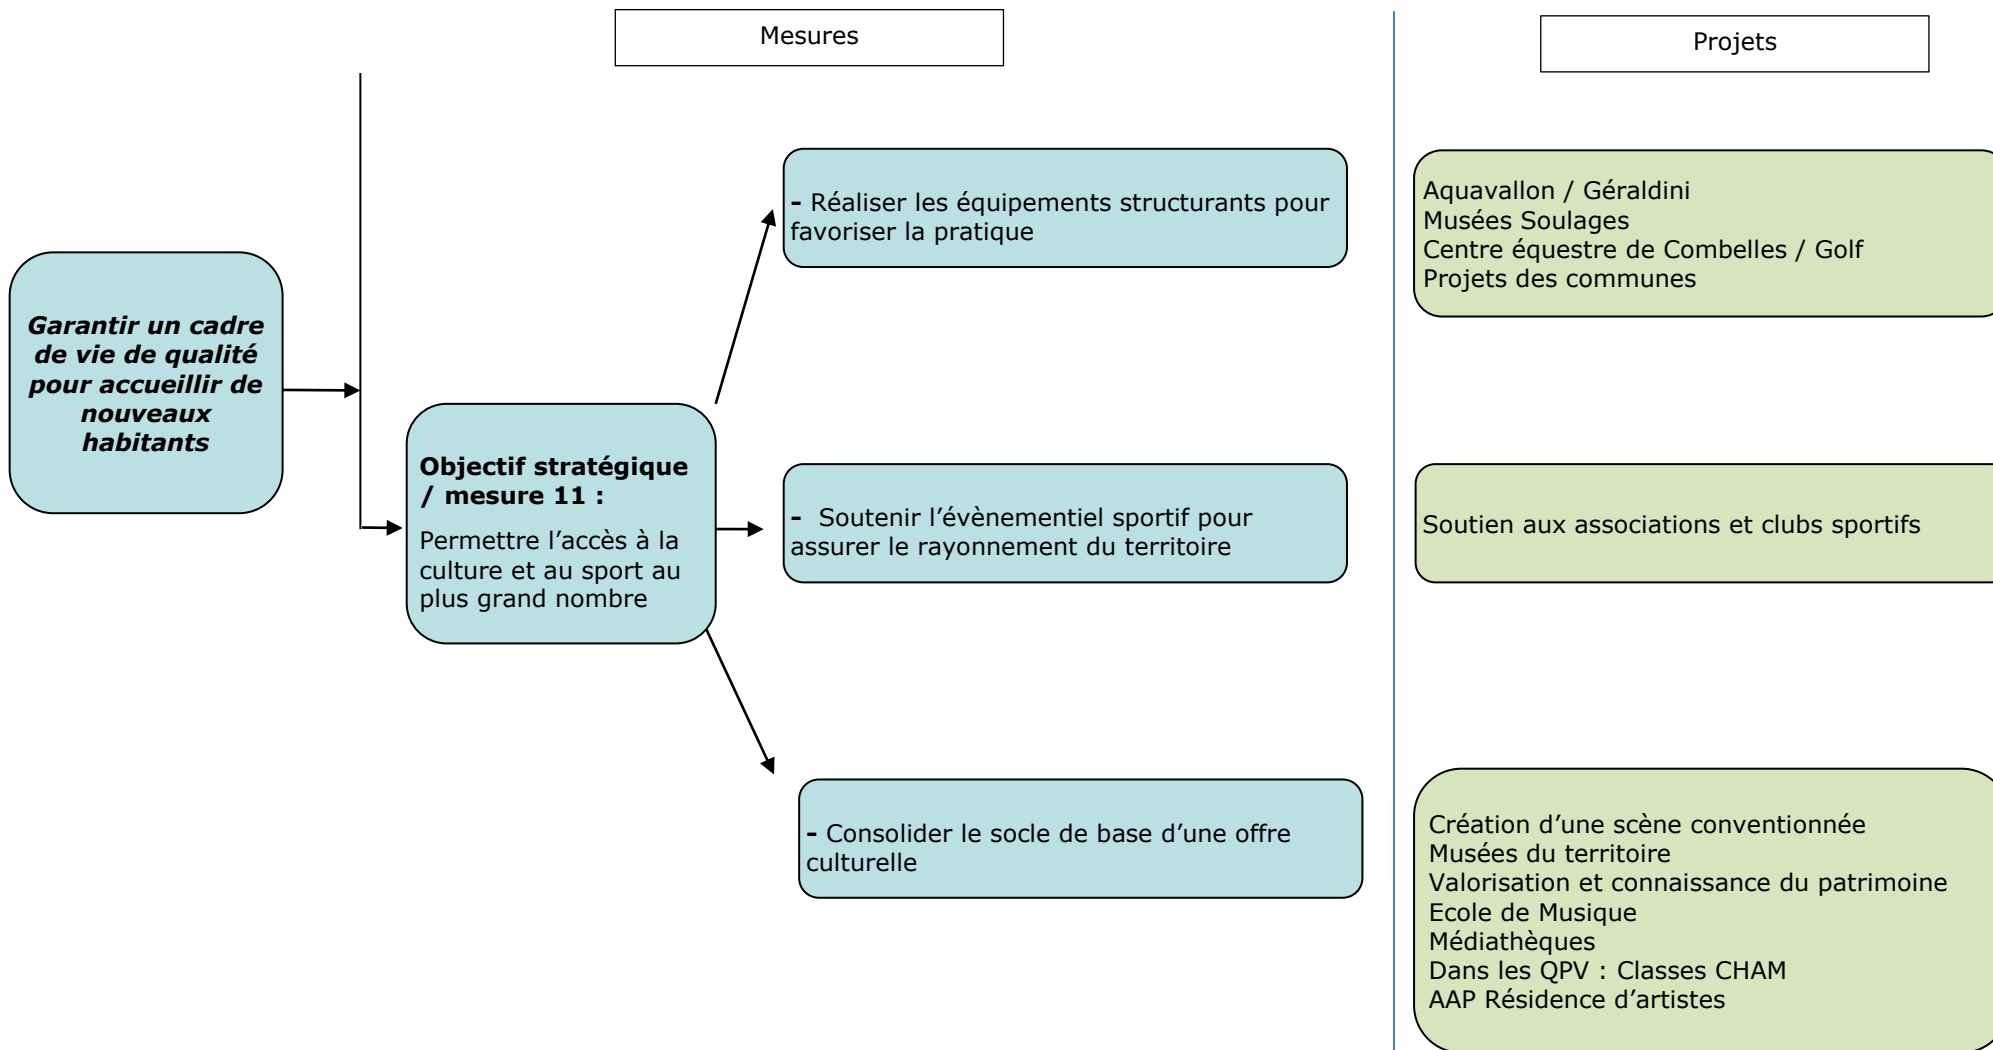 Mesures
Projets
Garantir un cadre
de vie de qualité
pour accueillir de
nouveaux
habitants
Objectif stratégique
/ mesure 11 :
Permettre l’accès à la
culture et au sport au
plus grand nombre
- Réaliser les équipements structurants pour
favoriser la pratique
- Soutenir l’évènementiel sportif pour
assurer le rayonnement du territoire
- Consolider le socle de base d’une offre
culturelle
Aquavallon / Géraldini
Musées Soulages
Centre équestre de Combelles / Golf
Projets des communes
Soutien aux associations et clubs sportifs
Création d’une scène conventionnée
Musées du territoire
Valorisation et connaissance du patrimoine
Ecole de Musique
Médiathèques
Dans les QPV : Classes CHAM
AAP Résidence d’artistes